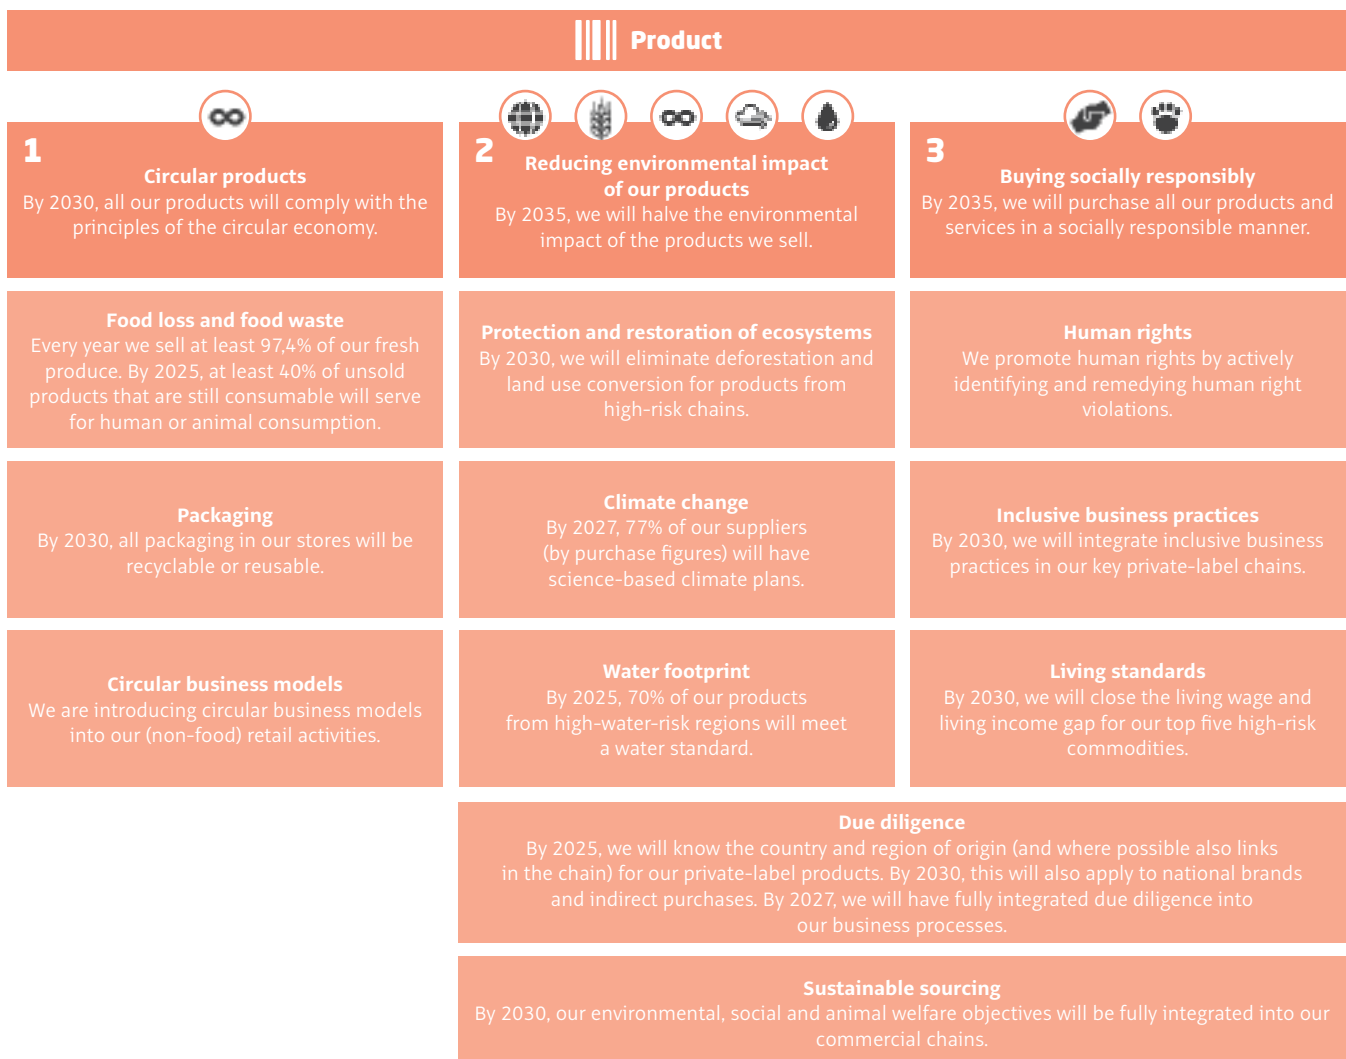 Product
1
Circular products
By 2030, all our products will comply with the
principles of the circular economy.
Food loss and food waste
Every year we sell at least 97,4% of our fresh
produce. By 2025, at least 40% of unsold
products that are still consumable will serve
for human or animal consumption.
Packaging
By 2030, all packaging in our stores will be
recyclable or reusable.
Circular business models
We are introducing circular business models
into our (non-food) retail activities.
2
Reducing environmental impact
of our products
By 2035, we will halve the environmental
impact of the products we sell.
Protection and restoration of ecosystems
By 2030, we will eliminate deforestation and
land use conversion for products from
high-risk chains.
Climate change
By 2027, 77% of our suppliers
(by purchase figures) will have
science-based climate plans.
Water footprint
By 2025, 70% of our products
from high-water-risk regions will meet
a water standard.
3
Buying socially responsibly
By 2035, we will purchase all our products and
services in a socially responsible manner.
Human rights
We promote human rights by actively
identifying and remedying human right
violations.
Inclusive business practices
By 2030, we will integrate inclusive business
practices in our key private-label chains.
Living standards
By 2030, we will close the living wage and
living income gap for our top five high-risk
commodities.
Due diligence
By 2025, we will know the country and region of origin (and where possible also links
in the chain) for our private-label products. By 2030, this will also apply to national brands
and indirect purchases. By 2027, we will have fully integrated due diligence into
our business processes.
Sustainable sourcing
By 2030, our environmental, social and animal welfare objectives will be fully integrated into our
commercial chains.